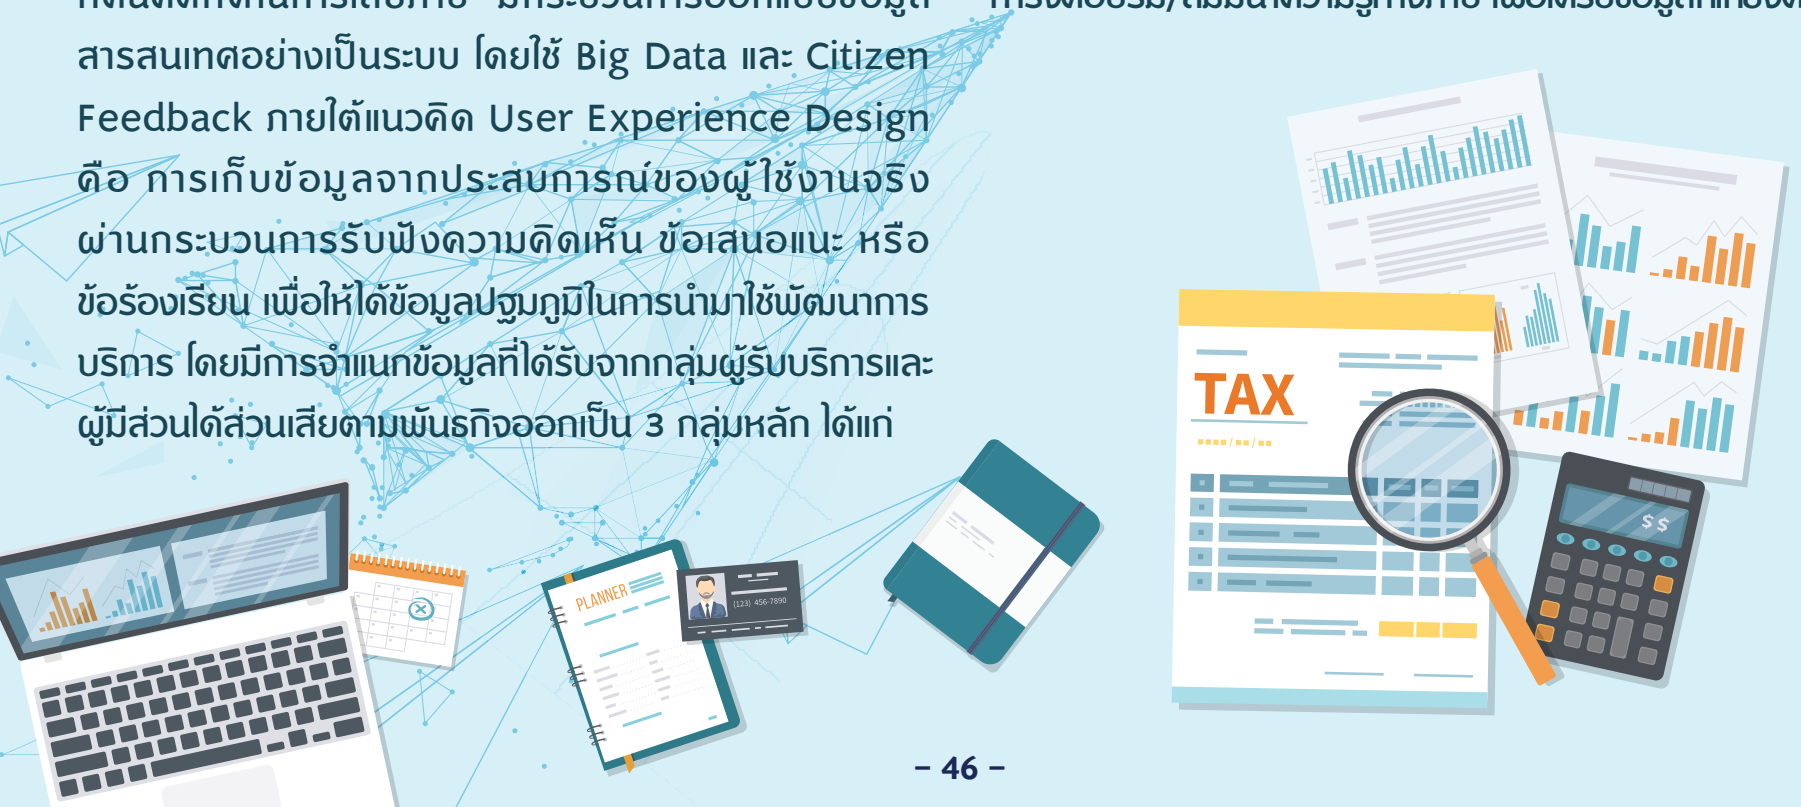 สารสนเทศอย่างเป็นระบบ โดยใช้ Big Data และ Citizen
Feedback ภายใต้แนวคิด User Experience Design
คือ การเก็บข้อมูลจากประสบการณ์ของผู้ใช้งานจริง
ผ่านกระบวนการรับฟังความคิดเห็น ข้อเสนอแนะ หรือ
ข้อร้องเรียน เพื่อให้ได้ข้อมูลปฐมภูมิในการนำมาใช้พัฒนาการ
บริการ โดยมีการจำแนกข้อมูลที่ได้รับจากกลุ่มผู้รับบริการและ
ผู้มีส่วนได้ส่วนเสียตามพันธกิจออกเป็น 3 กลุ่มหลัก ได้แก่
TAX
$$
PLANNER
(123) 456-7890
– 46 –